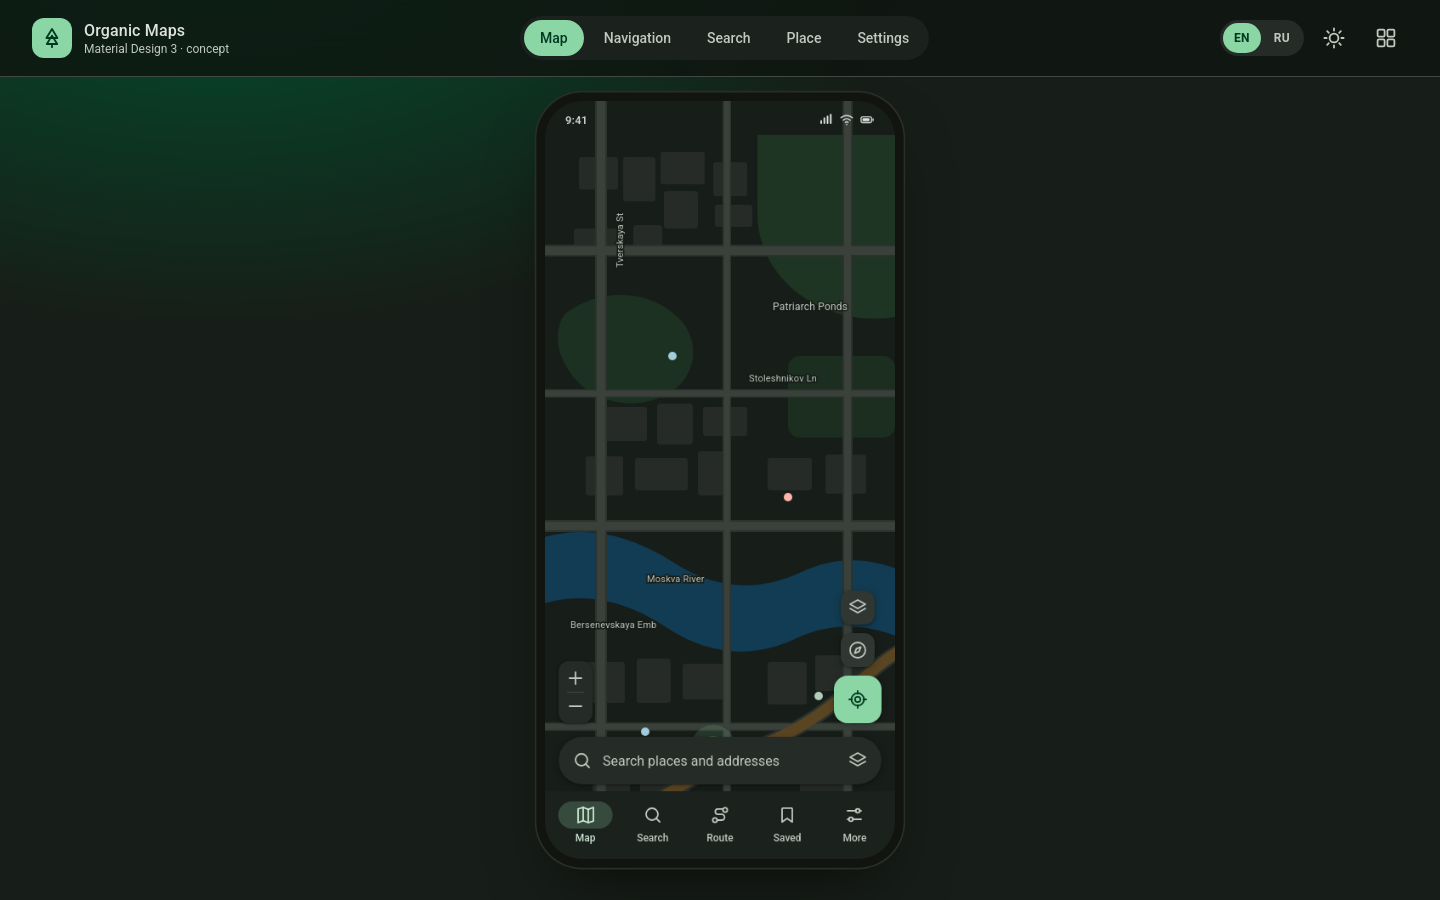 Organic Maps
Material Design 3 · concept
Map
Navigation
Search
Place
Settings
EN
RU
9:41
Tverskaya St
Patriarch Ponds
Stoleshnikov Ln
Moskva River
Bersenevskaya Emb
Search places and addresses
Map
Search
Route
Saved
More